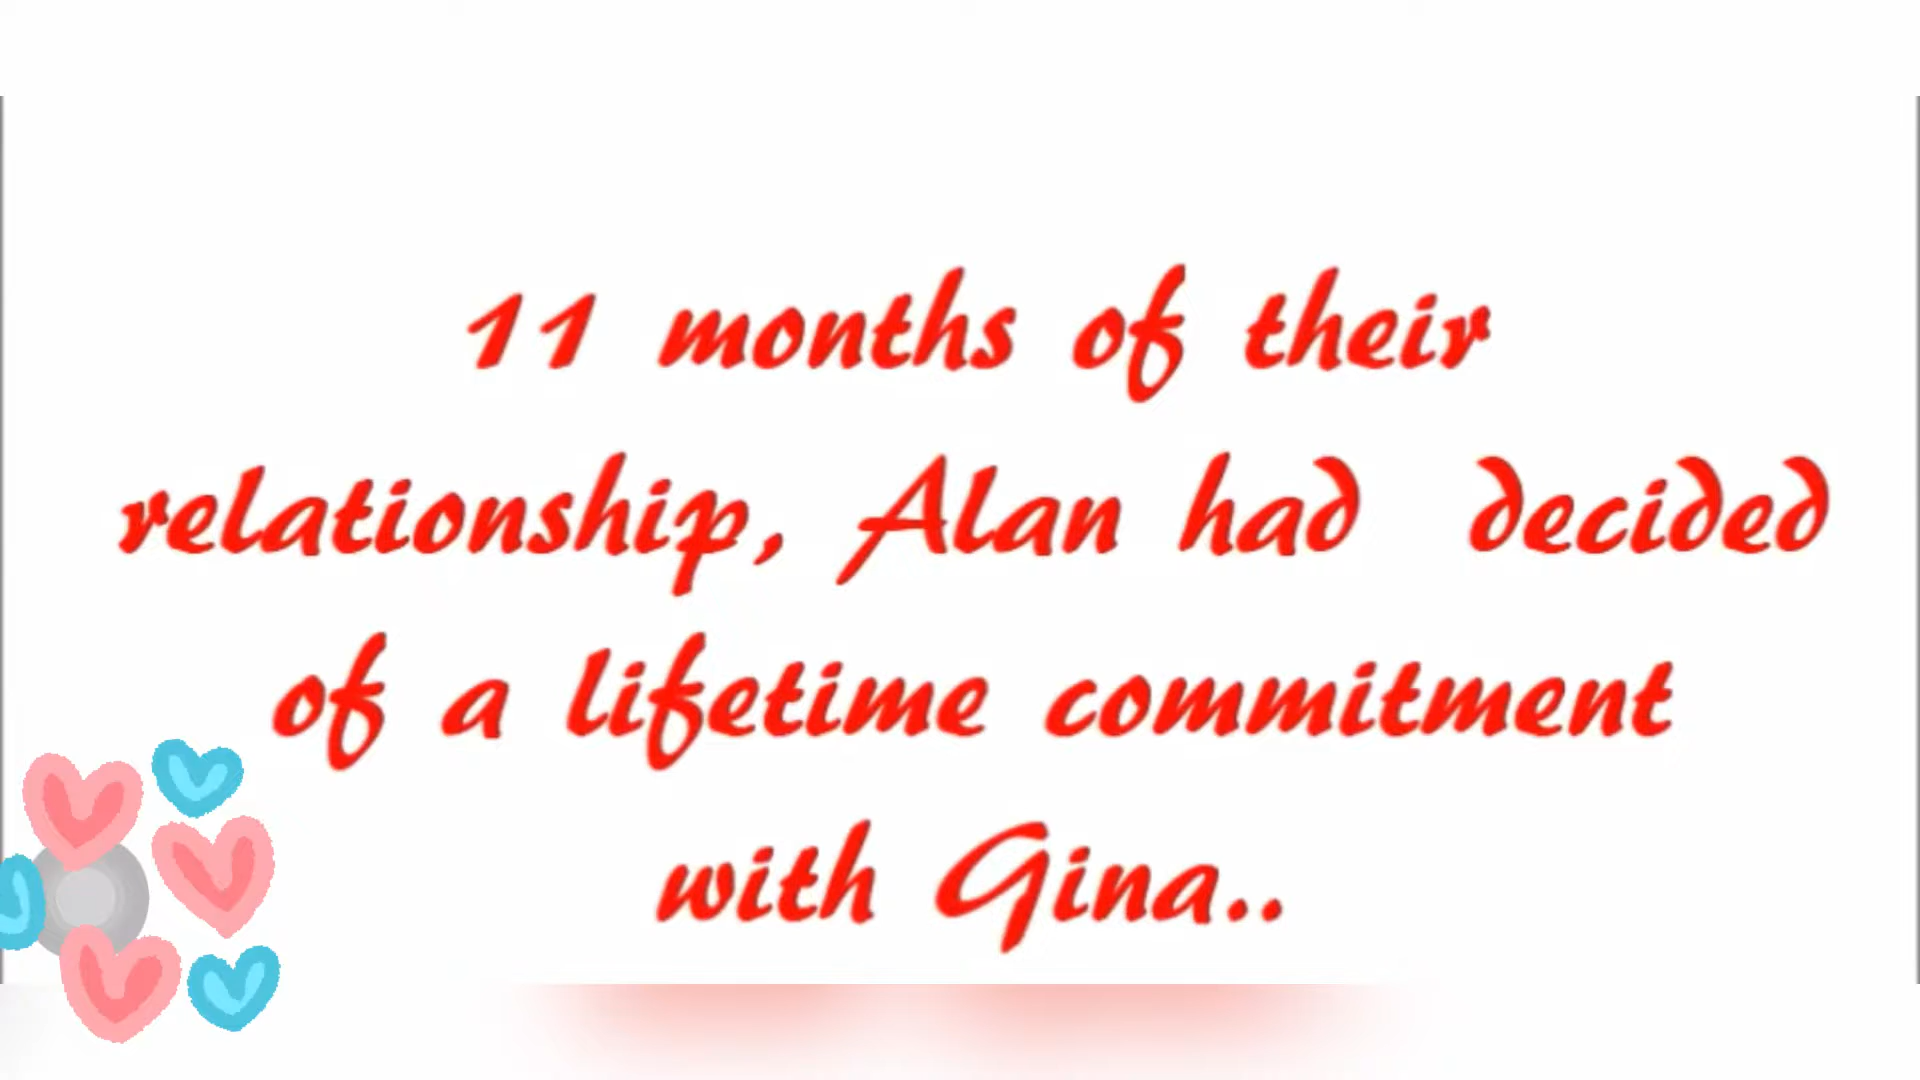 11 months of their
relationship, Alan had decided
of a lifetime commitment
with Gina..